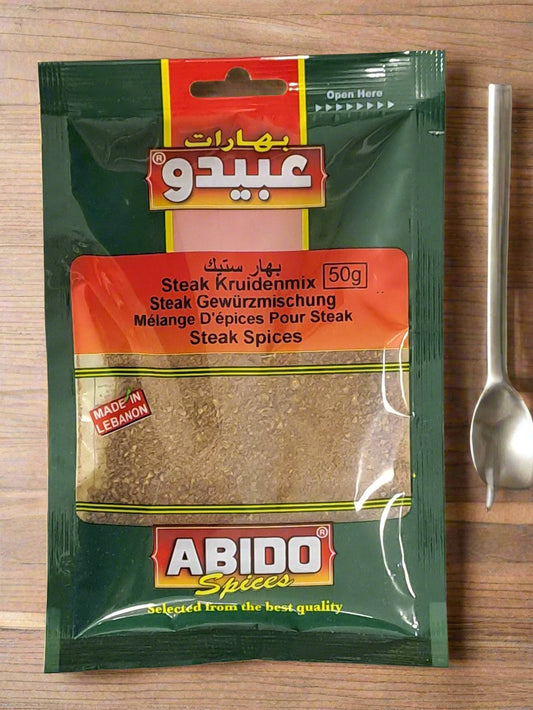 Open Here
بهارات
عبيدو®
بهار ستيك
Steak Kruidenmix 50g
Steak Gewürzmischung
Mélange D'épices Pour Steak
Steak Spices
MADE IN
LEBANON
ABIDO®
Spices
Selected from the best quality